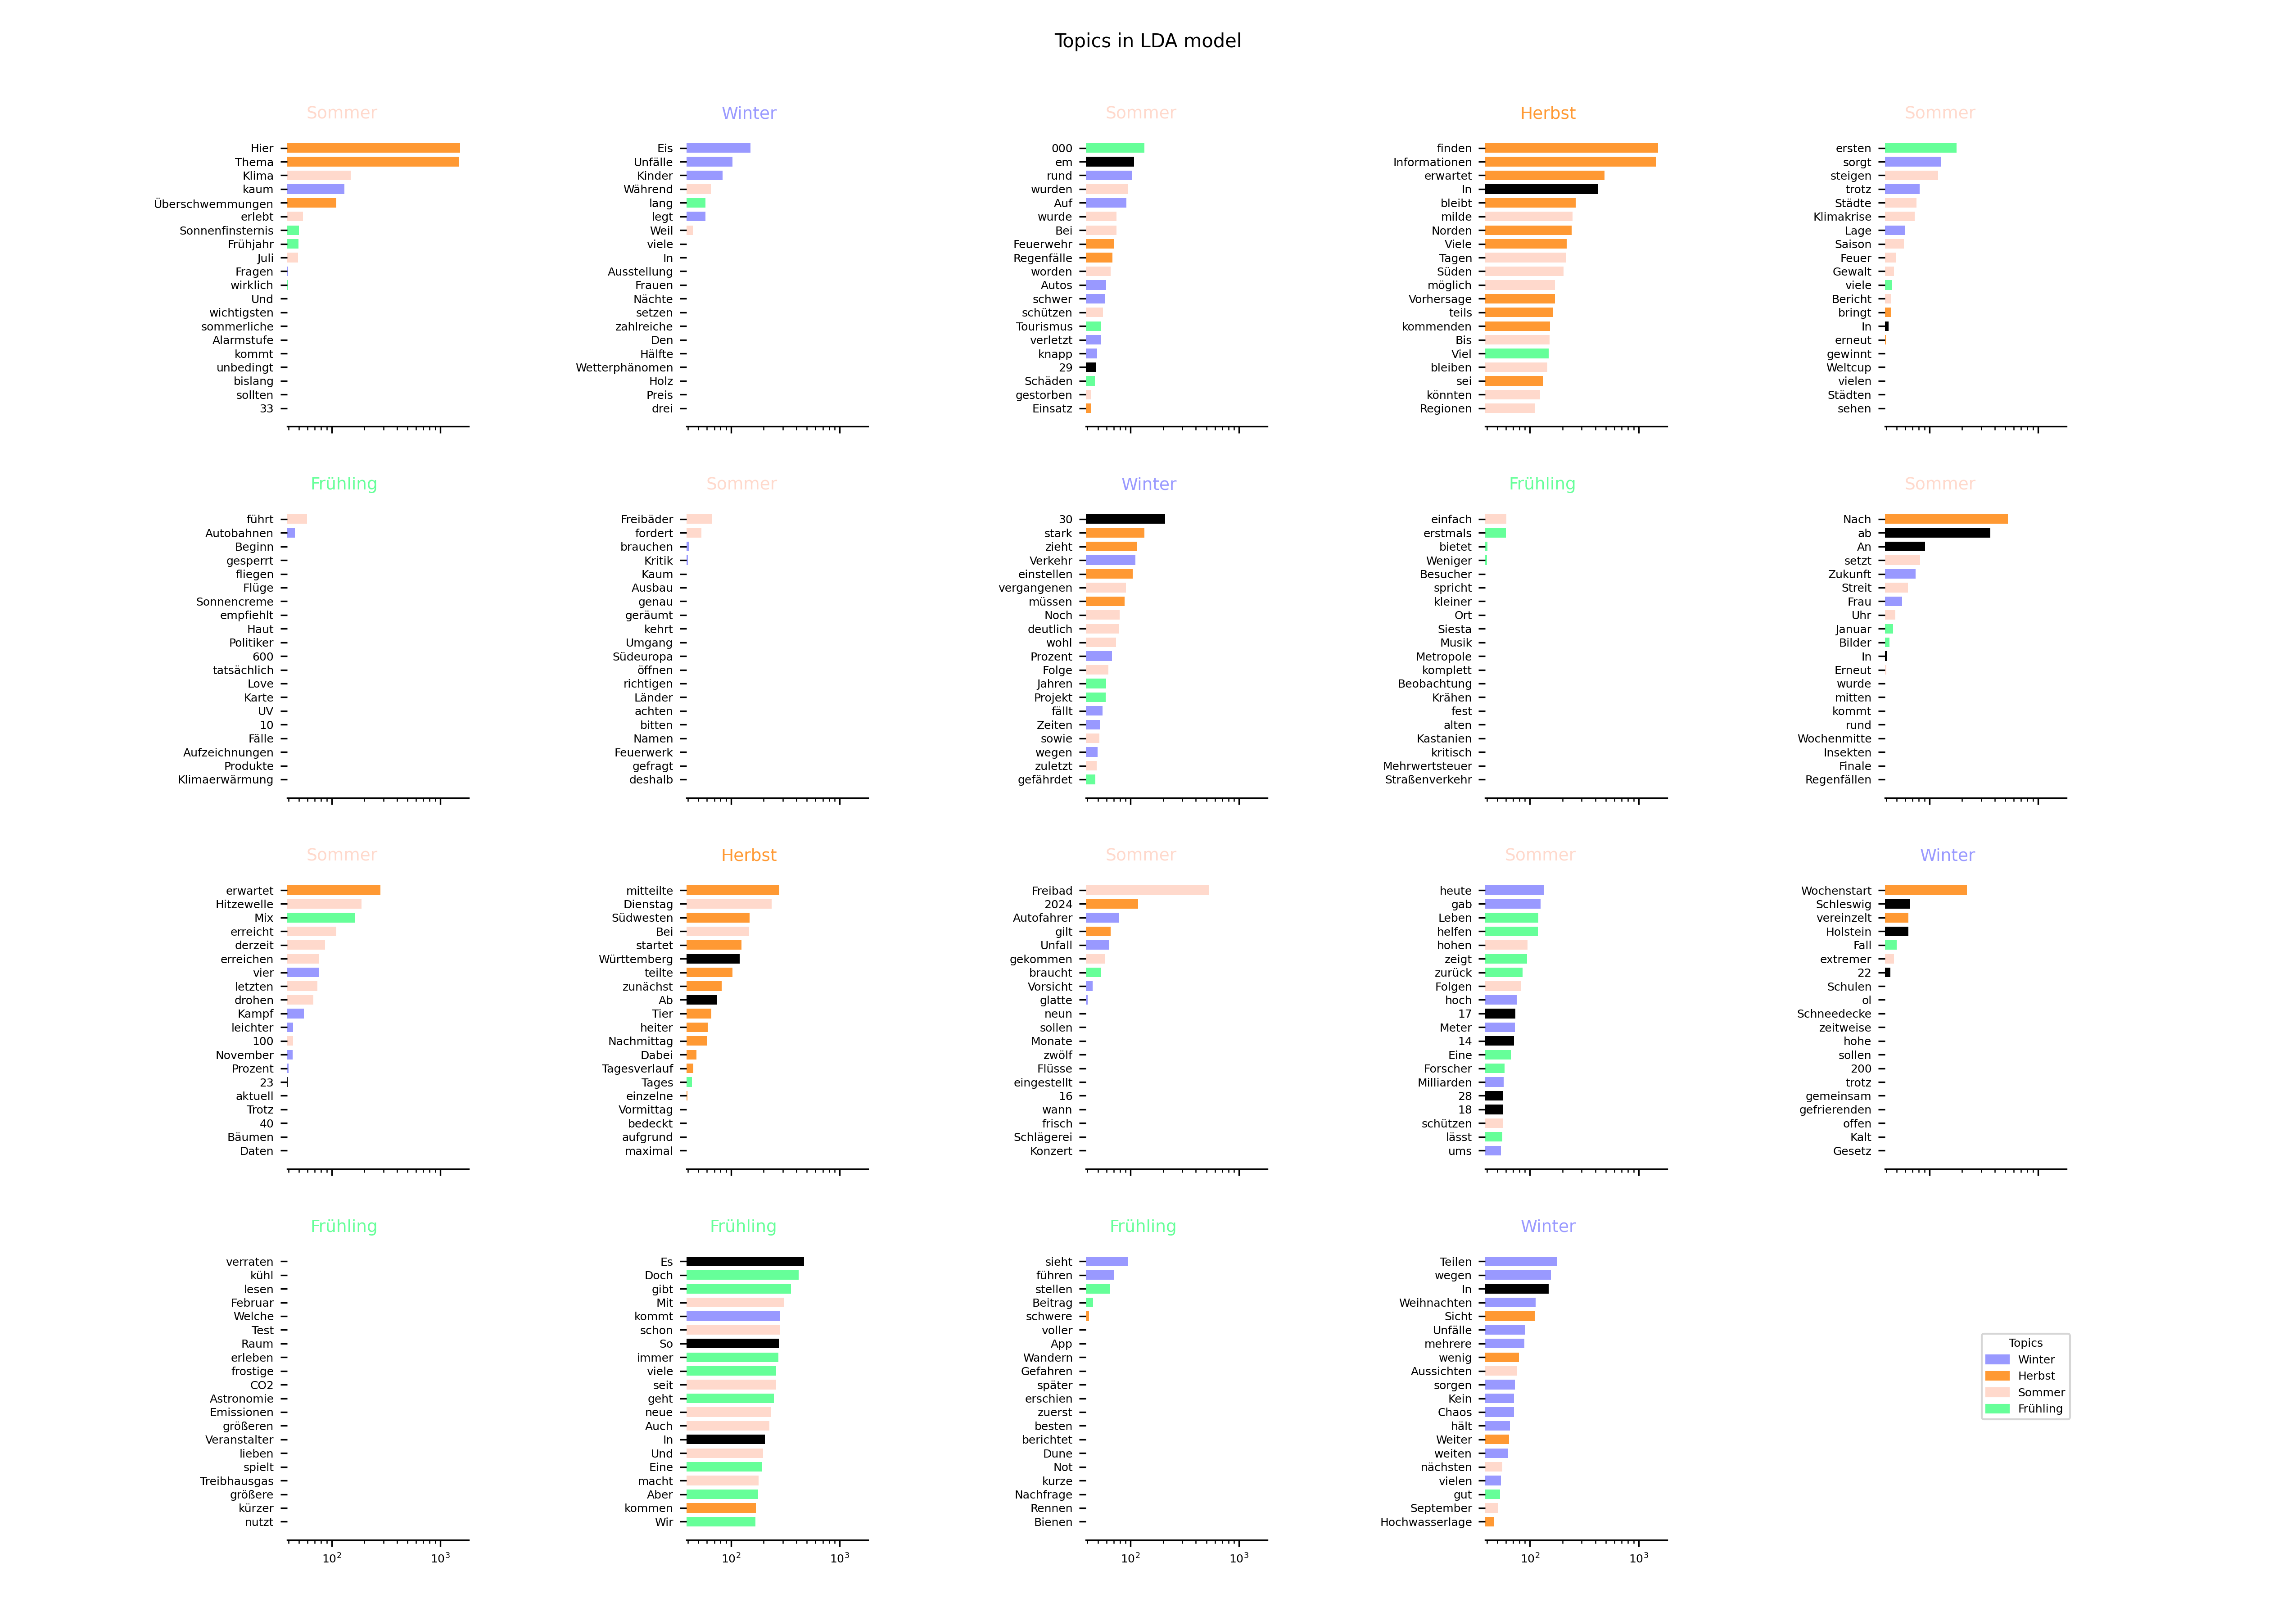 Topics in LDA model
Sommer
Hier
Thema
Klima
kaum
Überschwemmungen
erlebt
Sonnenfinsternis
Frühjahr
Juli
Fragen
wirklich
Und
wichtigsten
sommerliche
Alarmstufe
kommt
unbedingt
bislang
sollten
33
Winter
Eis
Unfälle
Kinder
Während
lang
legt
Weil
viele
In
Ausstellung
Frauen
Nächte
setzen
zahlreiche
Den
Hälfte
Wetterphänomen
Holz
Preis
drei
Sommer
000
em
rund
wurden
Auf
wurde
Bei
Feuerwehr
Regenfälle
worden
Autos
schwer
schützen
Tourismus
verletzt
knapp
29
Schäden
gestorben
Einsatz
Herbst
finden
Informationen
erwartet
In
bleibt
milde
Norden
Viele
Tagen
Süden
möglich
Vorhersage
teils
kommenden
Bis
Viel
bleiben
sei
könnten
Regionen
Sommer
ersten
sorgt
steigen
trotz
Städte
Klimakrise
Lage
Saison
Feuer
Gewalt
viele
Bericht
bringt
In
erneut
gewinnt
Weltcup
vielen
Städten
sehen
Frühling
führt
Autobahnen
Beginn
gesperrt
fliegen
Flüge
Sonnencreme
empfiehlt
Haut
Politiker
600
tatsächlich
Love
Karte
UV
10
Fälle
Aufzeichnungen
Produkte
Klimaerwärmung
Sommer
Freibäder
fordert
brauchen
Kritik
Kaum
Ausbau
genau
geräumt
kehrt
Umgang
Südeuropa
öffnen
richtigen
Länder
achten
bitten
Namen
Feuerwerk
gefragt
deshalb
Winter
30
stark
zieht
Verkehr
einstellen
vergangenen
müssen
Noch
deutlich
wohl
Prozent
Folge
Jahren
Projekt
fällt
Zeiten
sowie
wegen
zuletzt
gefährdet
Frühling
einfach
erstmals
bietet
Weniger
Besucher
spricht
kleiner
Ort
Siesta
Musik
Metropole
komplett
Beobachtung
Krähen
fest
alten
Kastanien
kritisch
Mehrwertsteuer
Straßenverkehr
Sommer
Nach
ab
An
setzt
Zukunft
Streit
Frau
Uhr
Januar
Bilder
In
Erneut
wurde
mitten
kommt
rund
Wochenmitte
Insekten
Finale
Regenfällen
Sommer
erwartet
Hitzewelle
Mix
erreicht
derzeit
erreichen
vier
letzten
drohen
Kampf
leichter
100
November
Prozent
23
aktuell
Trotz
40
Bäumen
Daten
Herbst
mitteilte
Dienstag
Südwesten
Bei
startet
Württemberg
teilte
zunächst
Ab
Tier
heiter
Nachmittag
Dabei
Tagesverlauf
Tages
einzelne
Vormittag
bedeckt
aufgrund
maximal
Sommer
Freibad
2024
Autofahrer
gilt
Unfall
gekommen
braucht
Vorsicht
glatte
neun
sollen
Monate
zwölf
Flüsse
eingestellt
16
wann
frisch
Schlägerei
Konzert
Sommer
heute
gab
Leben
helfen
hohen
zeigt
zurück
Folgen
hoch
17
Meter
14
Eine
Forscher
Milliarden
28
18
schützen
lässt
ums
Winter
Wochenstart
Schleswig
vereinzelt
Holstein
Fall
extremer
22
Schulen
ol
Schneedecke
zeitweise
hohe
sollen
200
trotz
gemeinsam
gefrierenden
offen
Kalt
Gesetz
Frühling
verraten
kühl
lesen
Februar
Welche
Test
Raum
erleben
frostige
CO2
Astronomie
Emissionen
größeren
Veranstalter
lieben
spielt
Treibhausgas
größere
kürzer
nutzt
10²
10³
Frühling
Es
Doch
gibt
Mit
kommt
schon
So
immer
viele
seit
geht
neue
Auch
In
Und
Eine
macht
Aber
kommen
Wir
10²
10³
Frühling
sieht
führen
stellen
Beitrag
schwere
voller
App
Wandern
Gefahren
später
erschien
zuerst
besten
berichtet
Dune
Not
kurze
Nachfrage
Rennen
Bienen
10²
10³
Winter
Teilen
wegen
In
Weihnachten
Sicht
Unfälle
mehrere
wenig
Aussichten
sorgen
Kein
Chaos
hält
Weiter
weiten
nächsten
vielen
gut
September
Hochwasserlage
10²
10³
Topics
Winter
Herbst
Sommer
Frühling